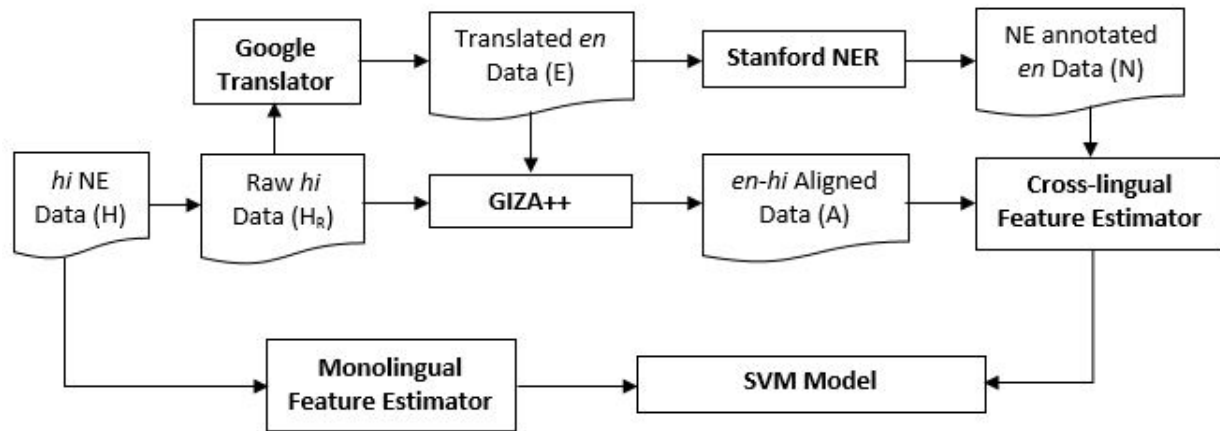 Google
Translator
Translated en
Data (E)
Stanford NER
NE annotated
en Data (N)
hi NE
Data (H)
Raw hi
Data (H_R)
GIZA++
en-hi Aligned
Data (A)
Cross-lingual
Feature Estimator
Monolingual
Feature Estimator
SVM Model